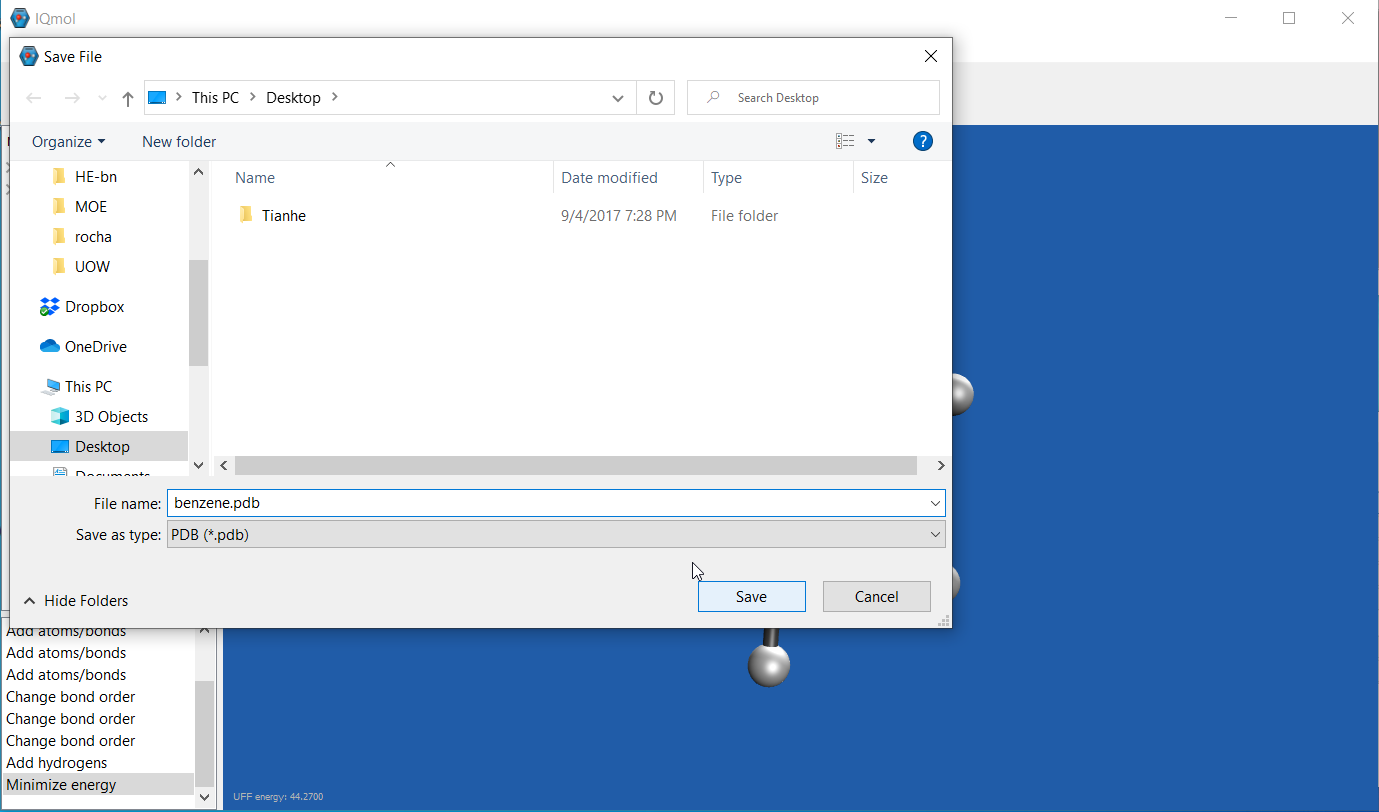 IQmol
Save File
This PC
Desktop
Search Desktop
Organize
New folder
?
Name
Date modified
Type
Size
HE-bn
MOE
rocha
UOW
Dropbox
OneDrive
This PC
3D Objects
Desktop
Documents
Tianhe
9/4/2017 7:28 PM
File folder
File name: benzene.pdb
Save as type: PDB (*.pdb)
Hide Folders
Save
Cancel
Add atoms/bonds
Add atoms/bonds
Add atoms/bonds
Change bond order
Change bond order
Change bond order
Add hydrogens
Minimize energy
UFF energy: 44.2700